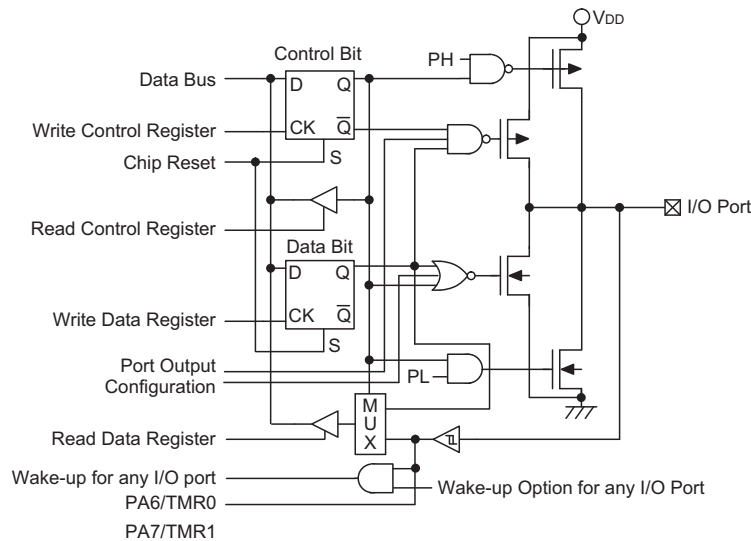 VDD
Control Bit
PH
Data Bus
D
Q
Write Control Register
CK
Q
Chip Reset
S
I/O Port
Read Control Register
Data Bit
D
Q
CK
Q
Write Data Register
S
Port Output
Configuration
PL
M
U
X
Read Data Register
Wake-up for any I/O port
Wake-up Option for any I/O Port
PA6/TMR0
PA7/TMR1